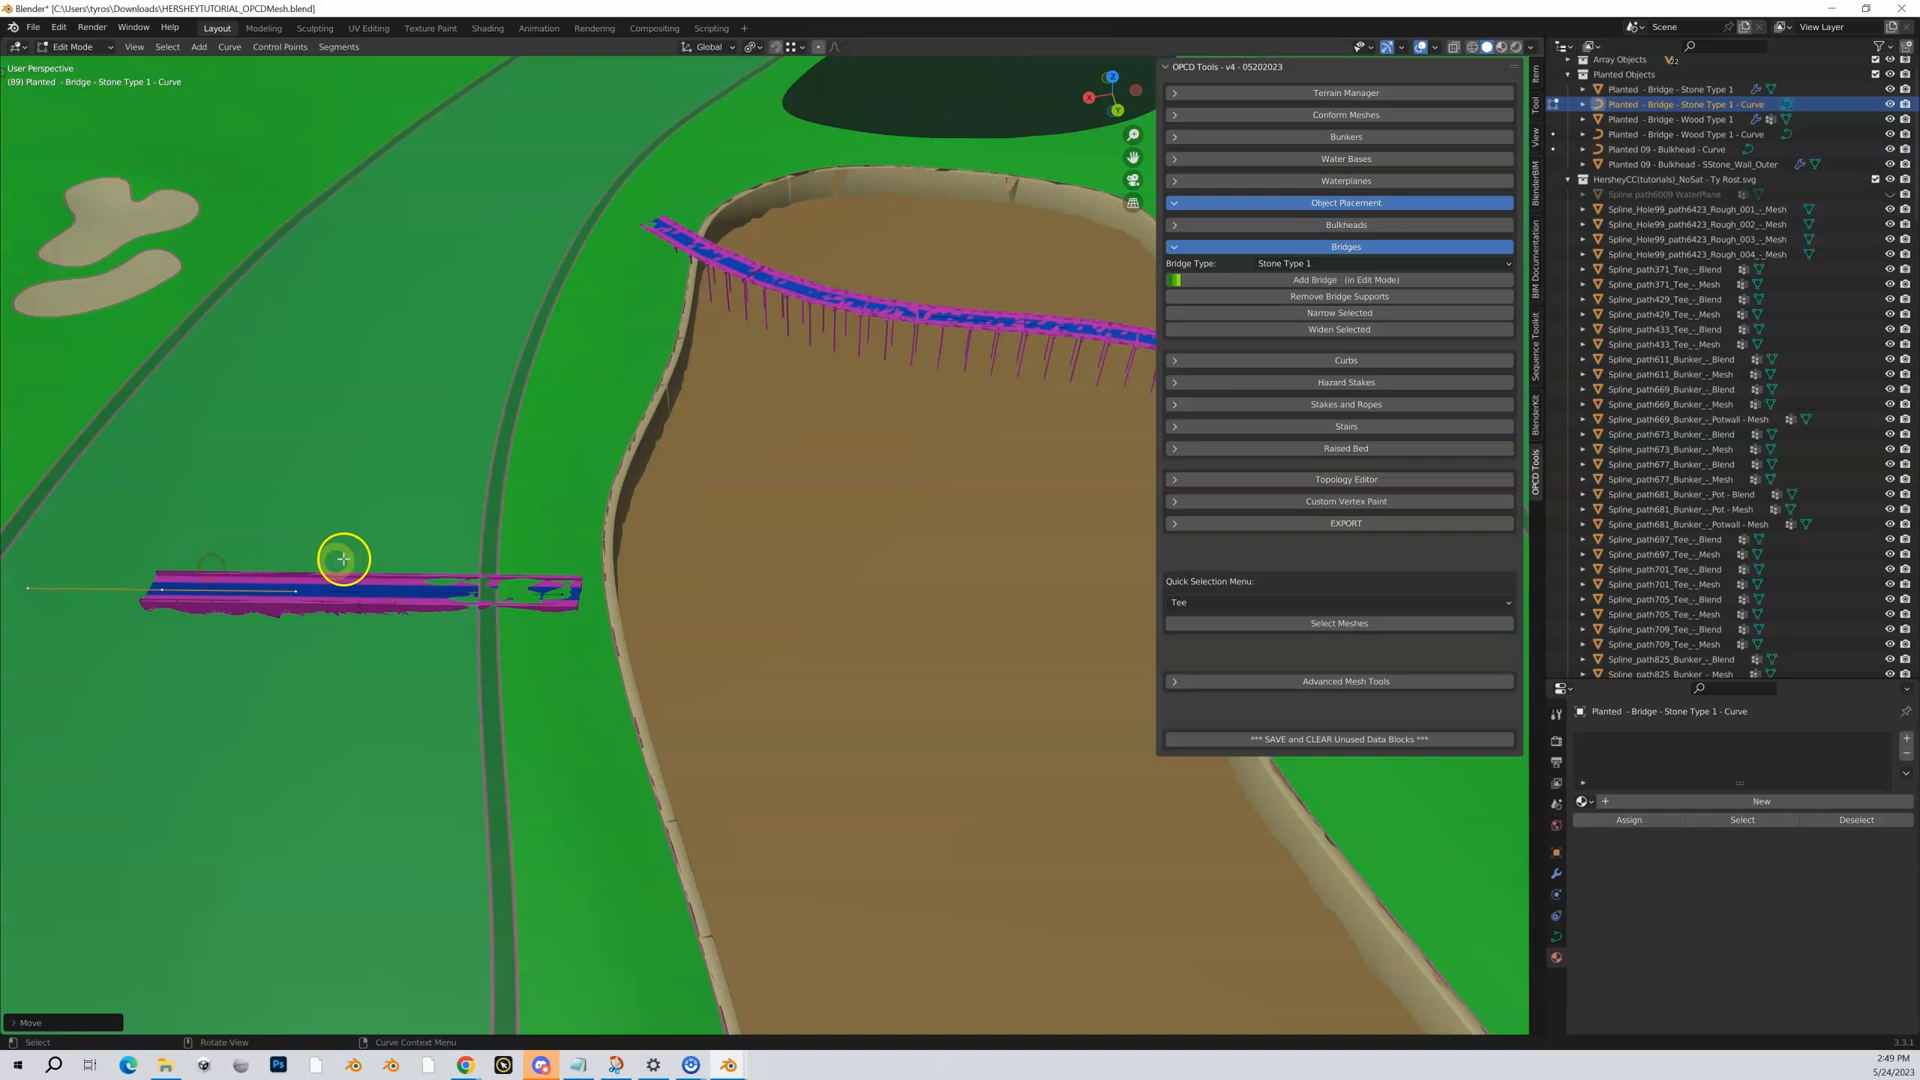 Blender* [C:\Users\tyros\Downloads\HERSHEYTUTORIAL_OPCDMesh.blend]
File Edit Render Window Help Layout Modeling Sculpting UV Editing Texture Paint Shading Animation Rendering Compositing Scripting + Scene View Layer
Edit Mode View Select Add Curve Control Points Segments Global
User Perspective
(89) Planted - Bridge - Stone Type 1 - Curve
Z
X
Y
OPCD Tools - v4 - 05202023
Terrain Manager
Conform Meshes
Bunkers
Water Bases
Waterplanes
Object Placement
Bulkheads
Bridges
Bridge Type: Stone Type 1
Add Bridge (in Edit Mode)
Remove Bridge Supports
Narrow Selected
Widen Selected
Curbs
Hazard Stakes
Stakes and Ropes
Stairs
Raised Bed
Topology Editor
Custom Vertex Paint
EXPORT
Quick Selection Menu:
Tee
Select Meshes
Advanced Mesh Tools
*** SAVE and CLEAR Unused Data Blocks ***
Item
Tool
View
BlenderBIM
BIM Documentation
Sequence Toolkit
BlenderKit
OPCD Tools
Array Objects 22
Planted Objects
Planted - Bridge - Stone Type 1
Planted - Bridge - Stone Type 1 - Curve
Planted - Bridge - Wood Type 1
Planted - Bridge - Wood Type 1 - Curve
Planted 09 - Bulkhead - Curve
Planted 09 - Bulkhead - SStone_Wall_Outer
HersheyCC(tutorials)_NoSat - Ty Rost.svg
Spline path6009 WaterPlane
Spline_Hole99_path6423_Rough_001_-_Mesh
Spline_Hole99_path6423_Rough_002_-_Mesh
Spline_Hole99_path6423_Rough_003_-_Mesh
Spline_Hole99_path6423_Rough_004_-_Mesh
Spline_path371_Tee_-_Blend
Spline_path371_Tee_-_Mesh
Spline_path429_Tee_-_Blend
Spline_path429_Tee_-_Mesh
Spline_path433_Tee_-_Blend
Spline_path433_Tee_-_Mesh
Spline_path611_Bunker_-_Blend
Spline_path611_Bunker_-_Mesh
Spline_path669_Bunker_-_Blend
Spline_path669_Bunker_-_Mesh
Spline_path669_Bunker_-_Potwall - Mesh
Spline_path673_Bunker_-_Blend
Spline_path673_Bunker_-_Mesh
Spline_path677_Bunker_-_Blend
Spline_path677_Bunker_-_Mesh
Spline_path681_Bunker_-_Pot - Blend
Spline_path681_Bunker_-_Pot - Mesh
Spline_path681_Bunker_-_Potwall - Mesh
Spline_path697_Tee_-_Blend
Spline_path697_Tee_-_Mesh
Spline_path701_Tee_-_Blend
Spline_path701_Tee_-_Mesh
Spline_path705_Tee_-_Blend
Spline_path705_Tee_-_Mesh
Spline_path709_Tee_-_Blend
Spline_path709_Tee_-_Mesh
Spline_path825_Bunker_-_Blend
Spline_path825_Bunker_-_Mesh
Planted - Bridge - Stone Type 1 - Curve
New
Assign Select Deselect
Move
Select Rotate View Curve Context Menu 3.3.1
Ps
2:49 PM
5/24/2023